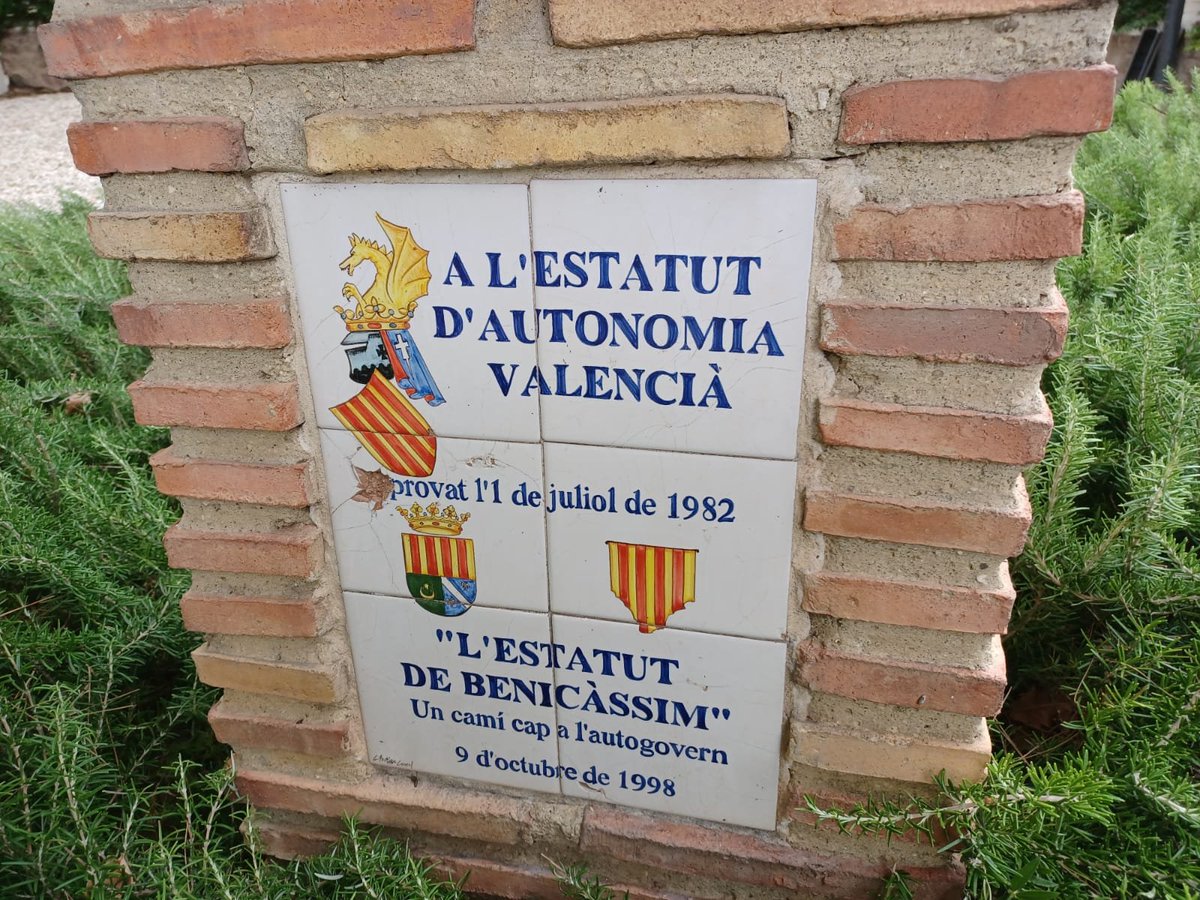 A L'ESTATUT
D'AUTONOMIA
VALENCIÀ
provat l'1 de juliol de 1982
"L'ESTATUT
DE BENICÀSSIM"
Un camí cap a l'autogovern
9 d'octubre de 1998